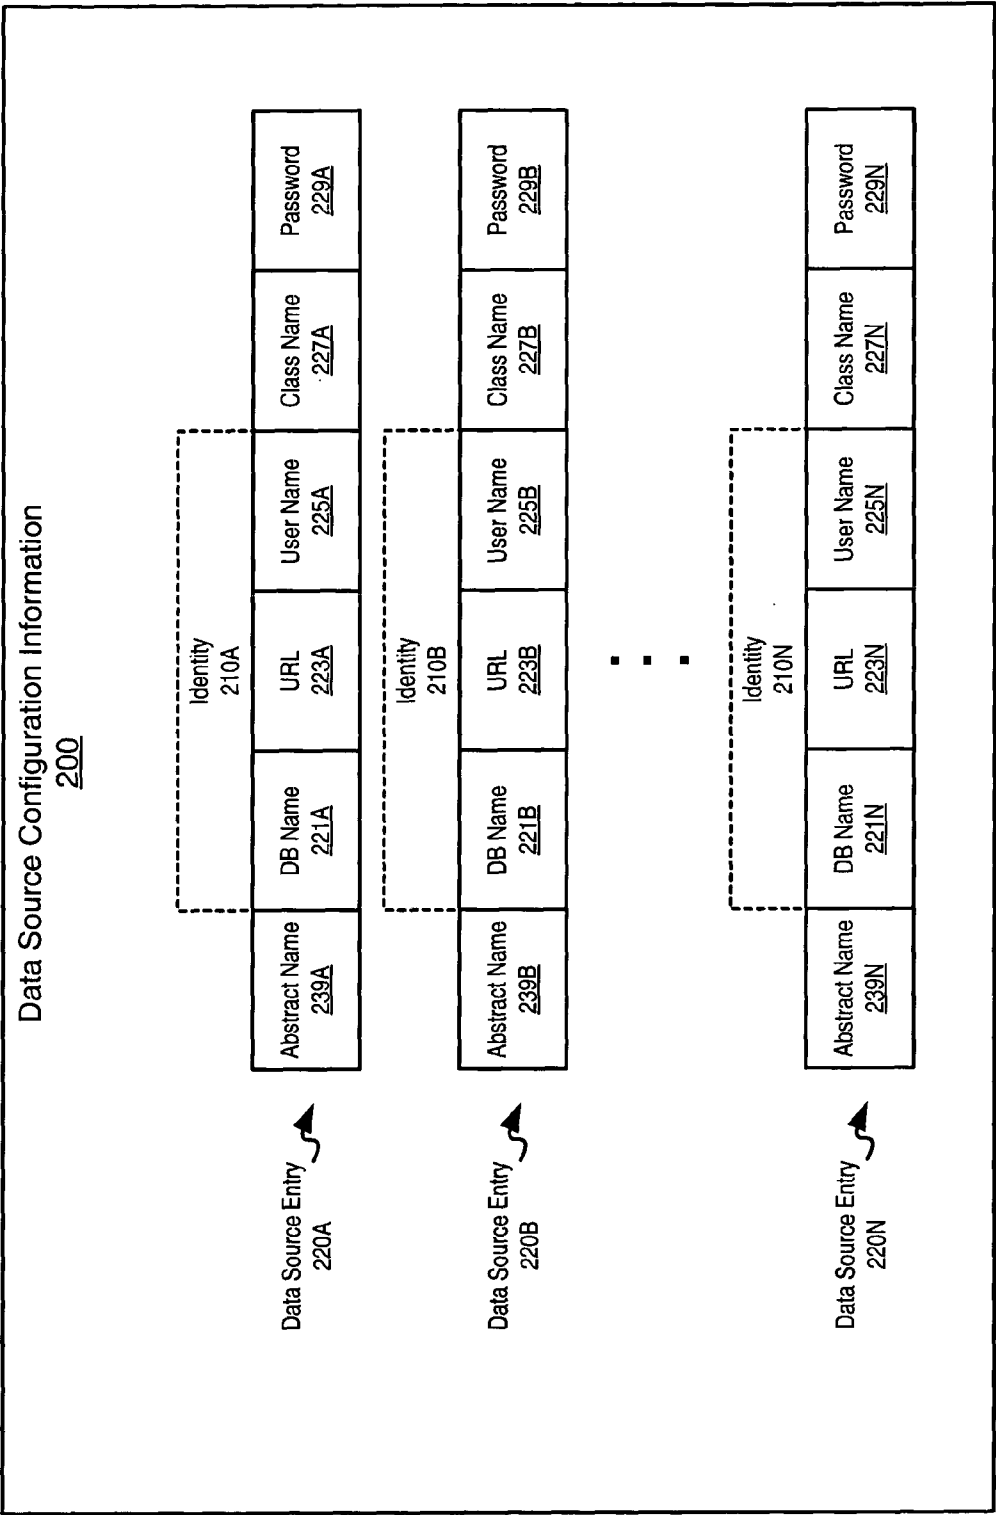 Data Source Configuration Information
200
Identity
210A
Data Source Entry
220A
Abstract Name
239A
DB Name
221A
URL
223A
User Name
225A
Class Name
227A
Password
229A
Identity
210B
Data Source Entry
220B
Abstract Name
239B
DB Name
221B
URL
223B
User Name
225B
Class Name
227B
Password
229B
Identity
210N
Data Source Entry
220N
Abstract Name
239N
DB Name
221N
URL
223N
User Name
225N
Class Name
227N
Password
229N